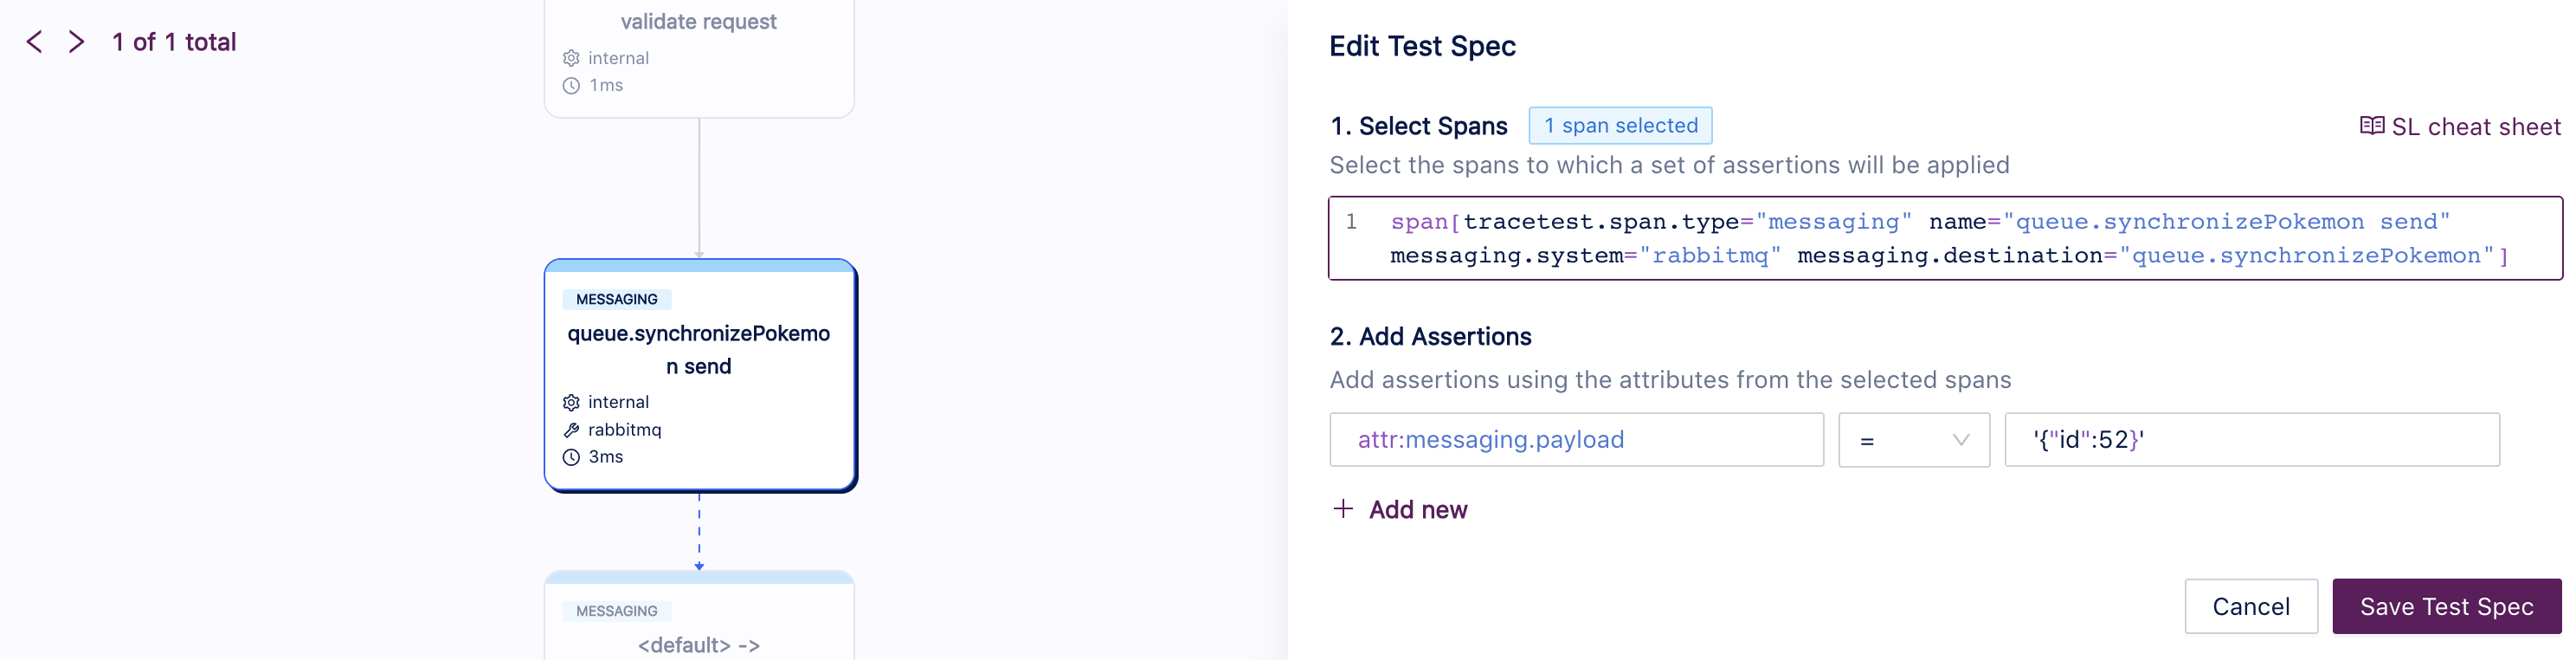 1 of 1 total
validate request
internal
1ms
MESSAGING
queue.synchronizePokemo
n send
internal
rabbitmq
3ms
MESSAGING
<default> ->
Edit Test Spec
1. Select Spans
1 span selected
SL cheat sheet
Select the spans to which a set of assertions will be applied
1 span[tracetest.span.type="messaging" name="queue.synchronizePokemon send"
messaging.system="rabbitmq" messaging.destination="queue.synchronizePokemon"]
2. Add Assertions
Add assertions using the attributes from the selected spans
attr:messaging.payload
=
'{"id":52}'
+ Add new
Cancel
Save Test Spec